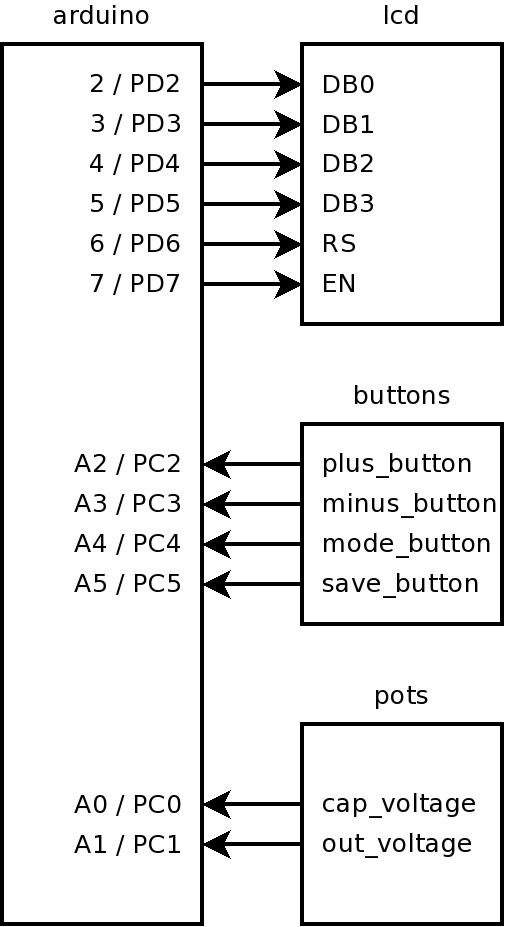 arduino lcd
2 / PD2 DB0
3 / PD3 DB1
4 / PD4 DB2
5 / PD5 DB3
6 / PD6 RS
7 / PD7 EN
buttons
A2 / PC2 plus_button
A3 / PC3 minus_button
A4 / PC4 mode_button
A5 / PC5 save_button
pots
A0 / PC0 cap_voltage
A1 / PC1 out_voltage